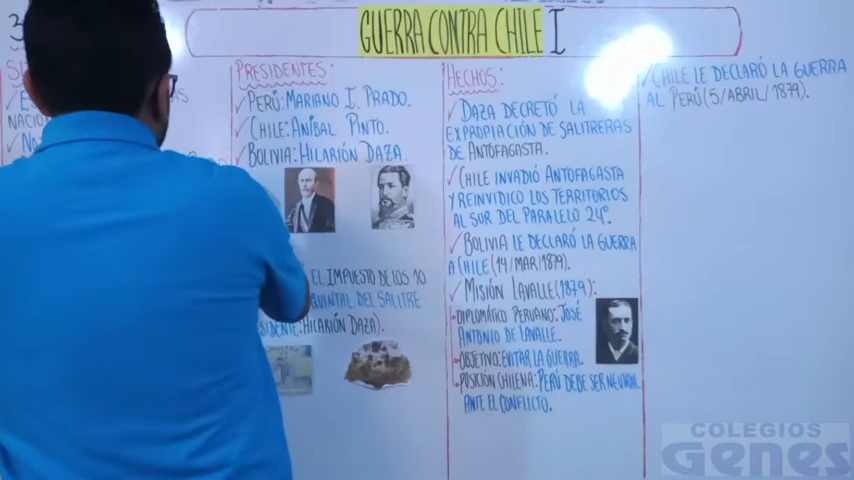 GUERRA CONTRA CHILE I
PRESIDENTES:
✓ PERÚ: MARIANO I. PRADO.
✓ CHILE: ANÍBAL PINTO.
✓ BOLIVIA: HILARIÓN DAZA.
EL IMPUESTO DE LOS 10
QUINTAL DEL SALITRE
HILARIÓN DAZA).
HECHOS:
✓ DAZA DECRETÓ LA
EXPROPIACIÓN DE SALITRERAS
DE ANTOFAGASTA.
✓ CHILE INVADIÓ ANTOFAGASTA
Y REINVIDICO LOS TERRITORIOS
AL SUR DEL PARALELO 24°.
✓ BOLIVIA LE DECLARÓ LA GUERRA
A CHILE (14/MAR/1879).
✓ MISIÓN LAVALLE (1879):
DIPLOMÁTICO PERUANO: JOSÉ
ANTONIO DE LAVALLE.
OBJETIVO: EVITAR LA GUERRA.
POSICIÓN CHILENA: PERÚ DEBE SER NEUTRAL
ANTE EL CONFLICTO.
✓ CHILE LE DECLARÓ LA GUERRA
AL PERÚ (5/ABRIL/1879).
COLEGIOS
Genes